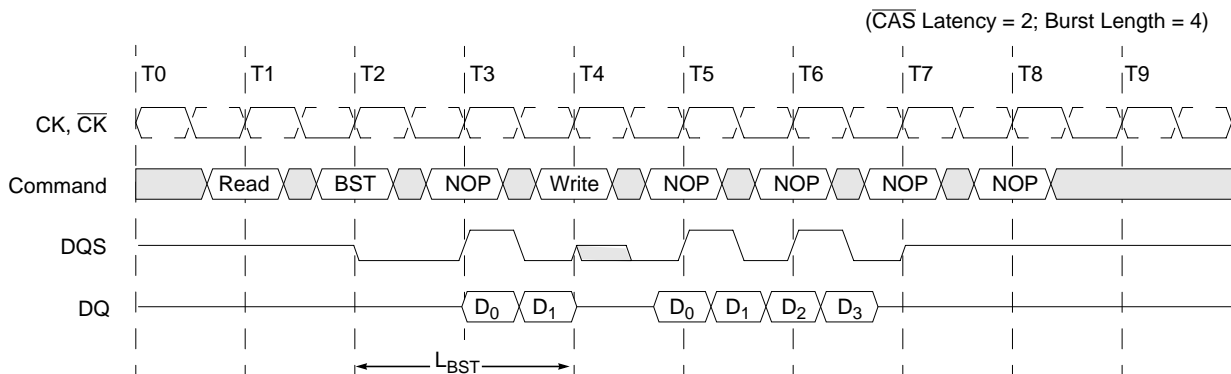 (CAS Latency = 2; Burst Length = 4)
T0 T1 T2 T3 T4 T5 T6 T7 T8 T9
CK, CK
Command Read BST NOP Write NOP NOP NOP NOP
DQS
DQ D0 D1 D0 D1 D2 D3
LBST